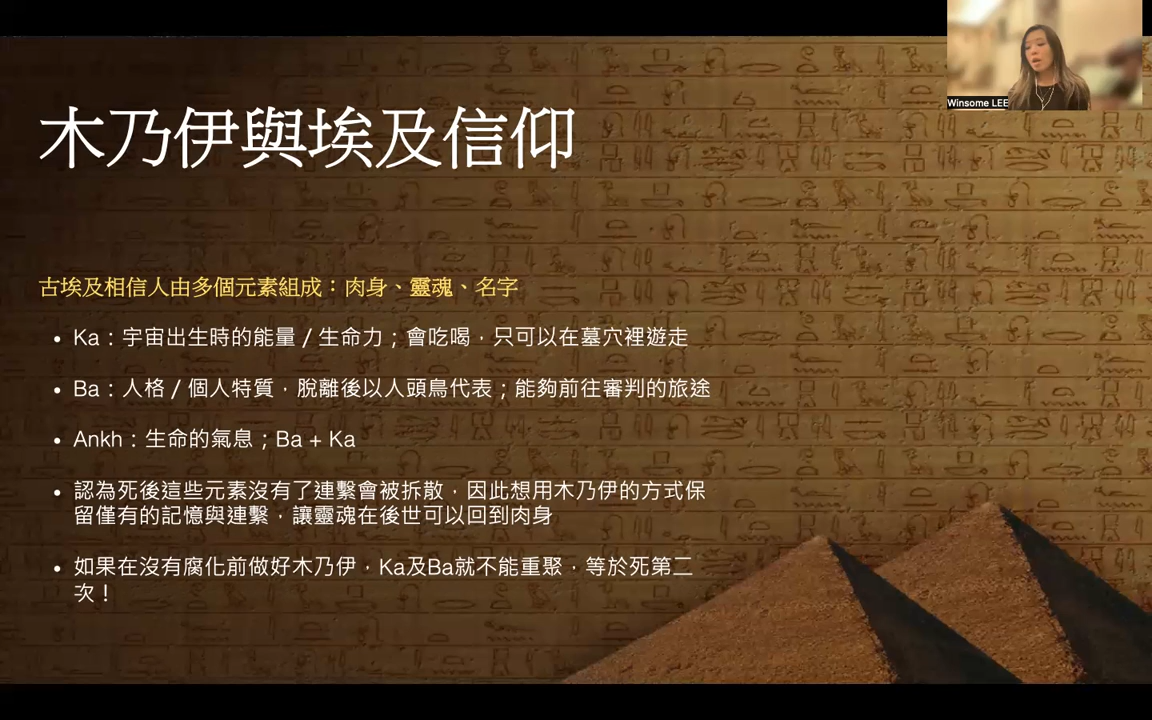 Winsome LEE
木乃伊與埃及信仰
古埃及相信人由多個元素組成：肉身、靈魂、名字
• Ka：宇宙出生時的能量 / 生命力；會吃喝，只可以在墓穴裡遊走
• Ba：人格 / 個人特質，脫離後以人頭鳥代表；能夠前往審判的旅途
• Ankh：生命的氣息；Ba + Ka
• 認為死後這些元素沒有了連繫會被拆散，因此想用木乃伊的方式保
留僅有的記憶與連繫，讓靈魂在後世可以回到肉身
• 如果在沒有腐化前做好木乃伊，Ka及Ba就不能重聚，等於死第二
次！